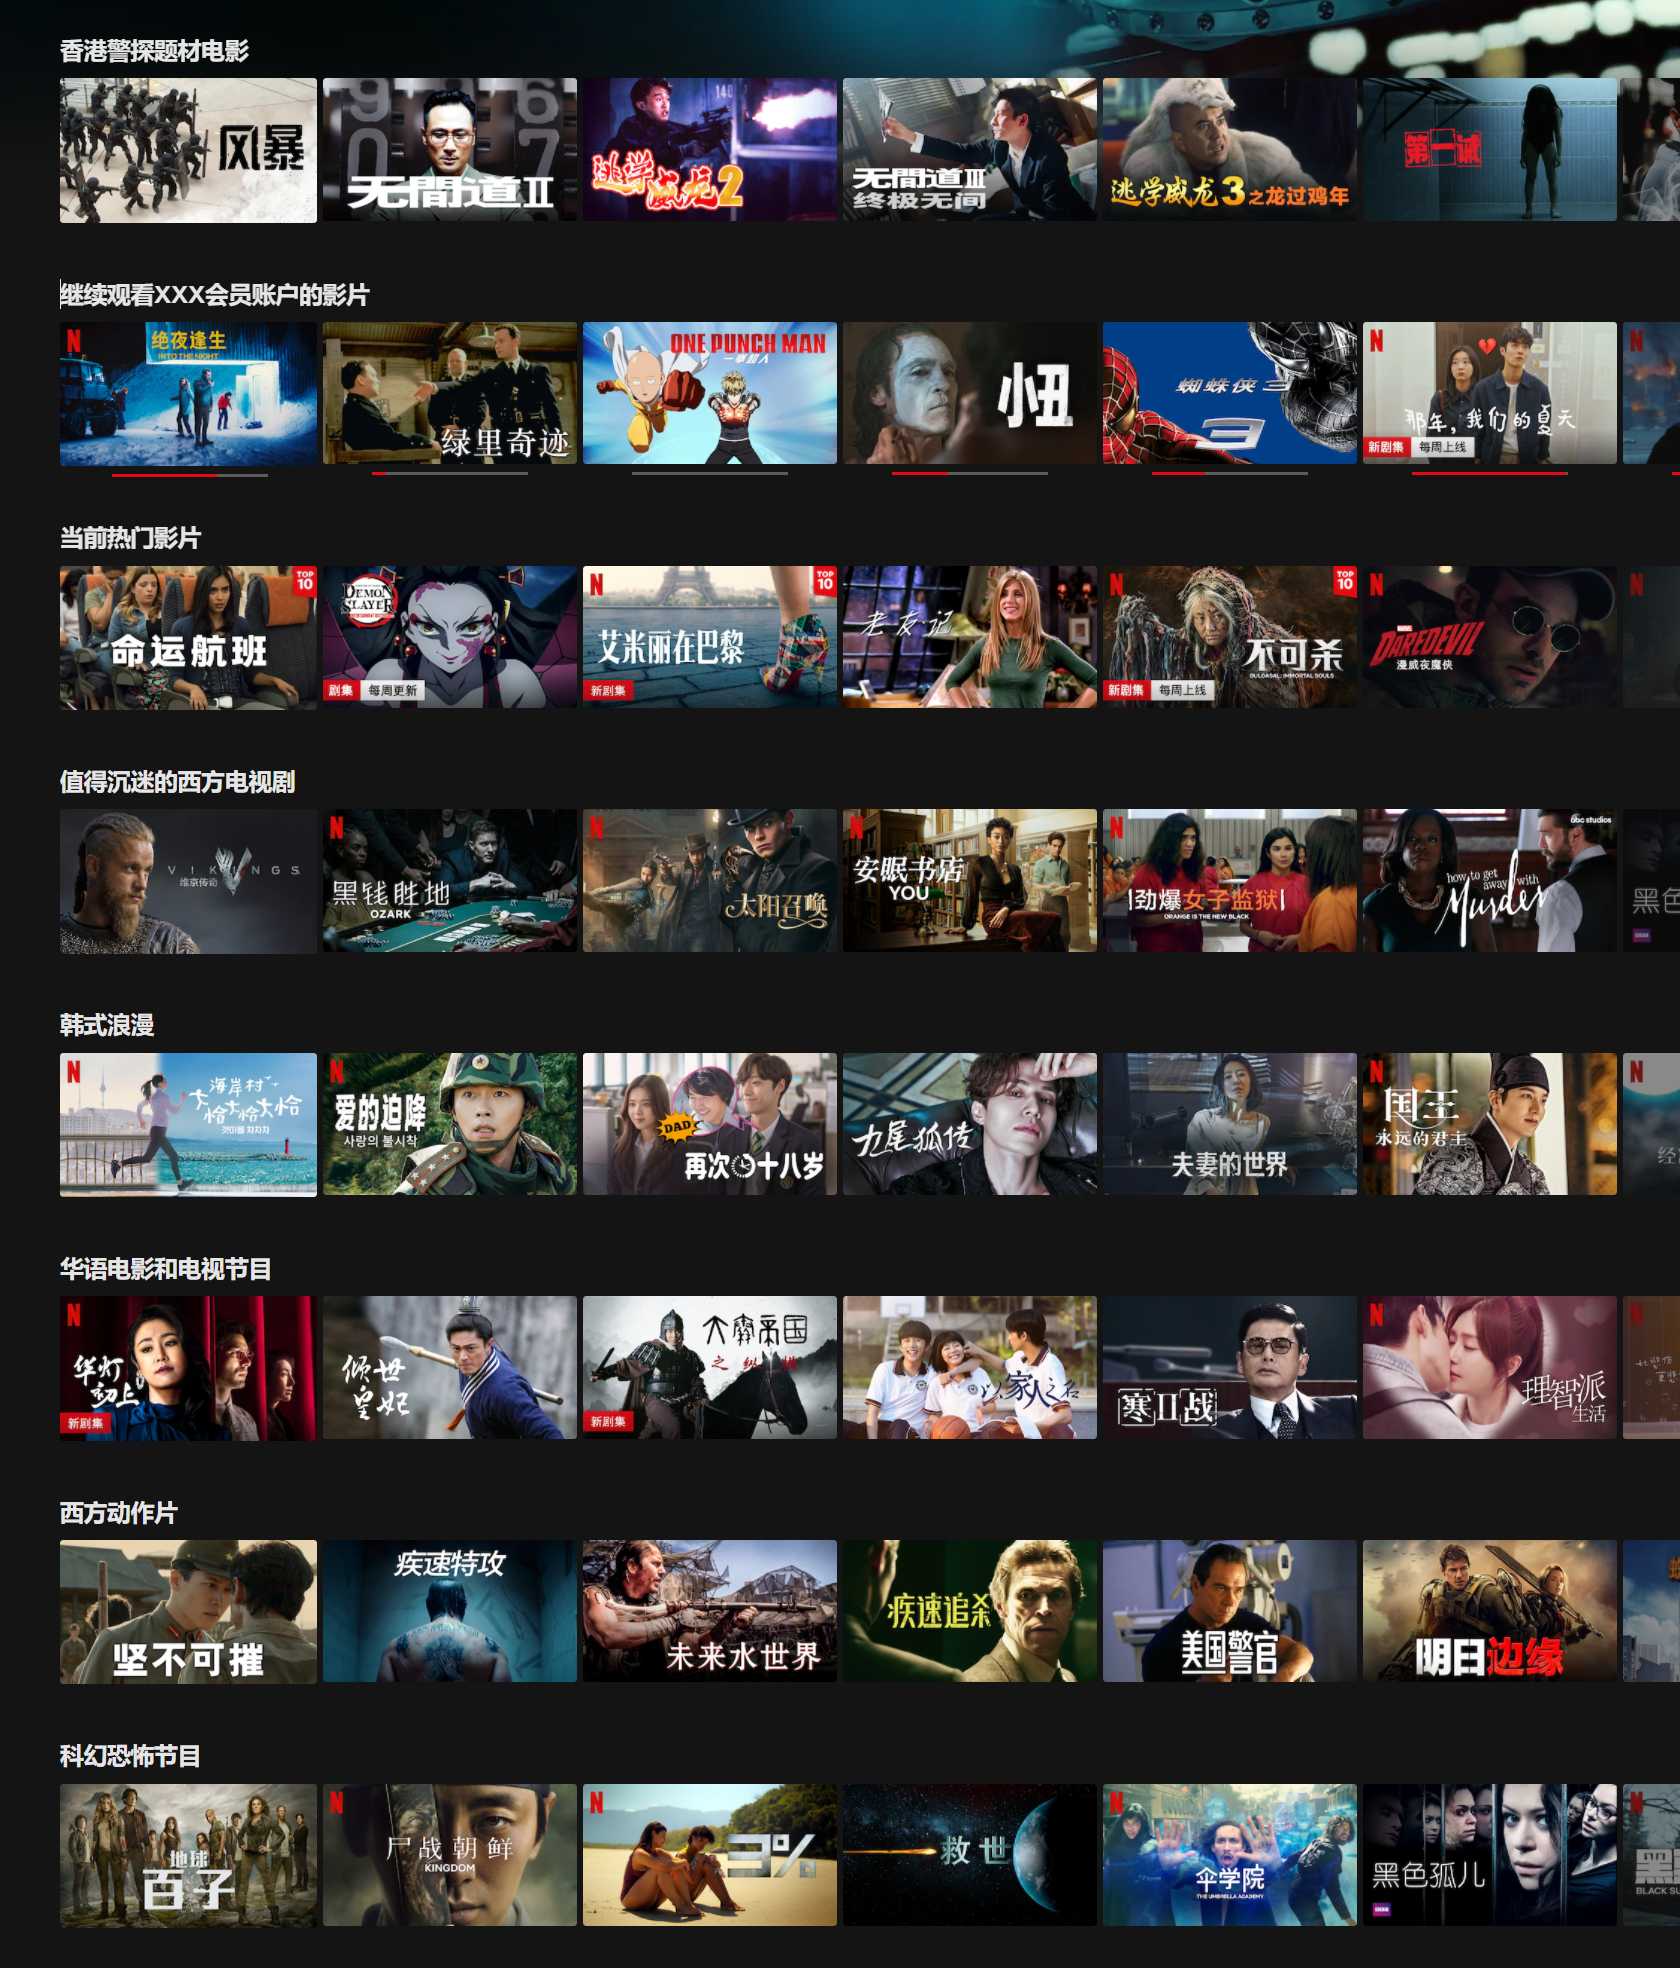 香港警探题材电影
风暴
无間道II
逃学威龙2
无間道III
终极无间
逃学威龙3之龙过鸡年
第一诫
继续观看XXX会员账户的影片
N
绝夜逢生
INTO THE NIGHT
绿里奇迹
ONE PUNCH MAN
一拳超人
小丑
蜘蛛侠3
3
N
那年,我们的夏天
新剧集 每周上线
N
当前热门影片
TOP
10
命运航班
DEMON
SLAYER
剧集 每周更新
N
TOP
10
艾米丽在巴黎
新剧集
老友记
N
TOP
10
不可杀
BULGASAL: IMMORTAL SOULS
新剧集 每周上线
N
MARVEL
DAREDEVIL
漫威夜魔侠
N
值得沉迷的西方电视剧
VIKINGS
维京传奇
N
黑钱胜地
OZARK
N
太阳召唤
N
安眠书店
YOU
N
劲爆女子监狱
ORANGE IS THE NEW BLACK
abc studios
how to get
away with
Murder
黑色
韩式浪漫
N
海岸村
恰恰恰
갯마을 차차차
N
爱的迫降
사랑의 불시착
DAD
再次十八岁
九尾狐传
夫妻的世界
N
国王
永远的君主
N
经
华语电影和电视节目
N
华灯
初上
新剧集
倾世
皇妃
大秦帝国
之纵横
新剧集
以家人之名
寒II战
N
理智派
生活
N
西方动作片
坚不可摧
疾速特攻
未来水世界
疾速追杀
美国警官
明日边缘
科幻恐怖节目
地球
百子
N
尸战朝鲜
KINGDOM
N
3%
救世
N
伞学院
THE UMBRELLA ACADEMY
黑色孤儿
BBC
N
黑
BLACK SU